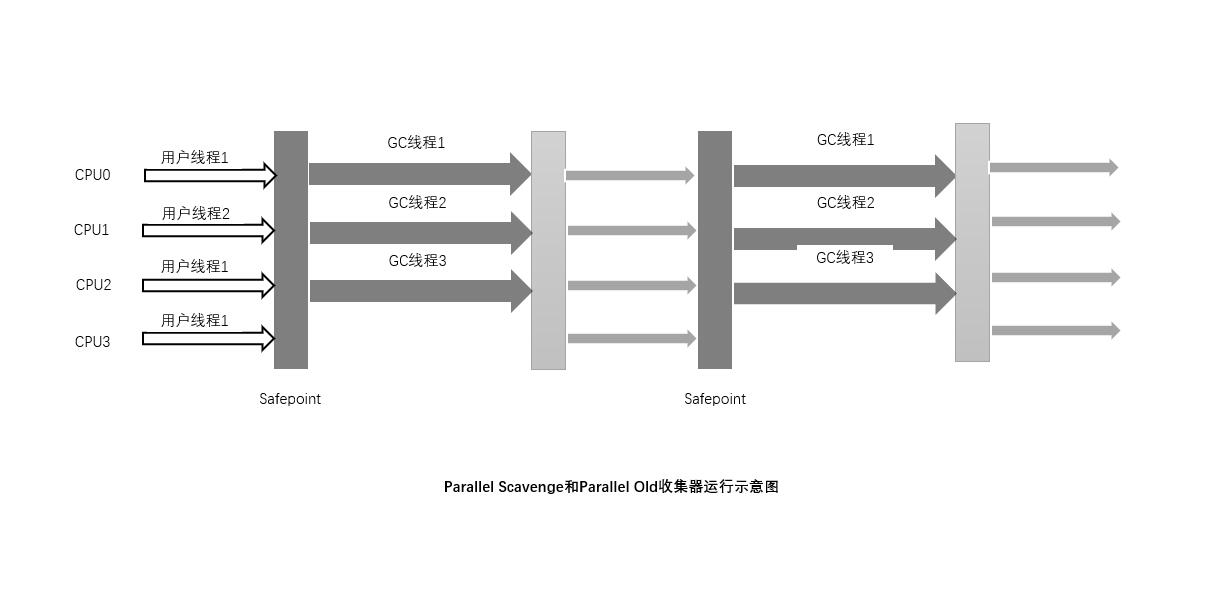 GC线程1
GC线程1
用户线程1
CPU0
GC线程2
GC线程2
用户线程2
CPU1
GC线程3
GC线程3
用户线程1
CPU2
用户线程1
CPU3
Safepoint
Safepoint
Parallel Scavenge和Parallel Old收集器运行示意图